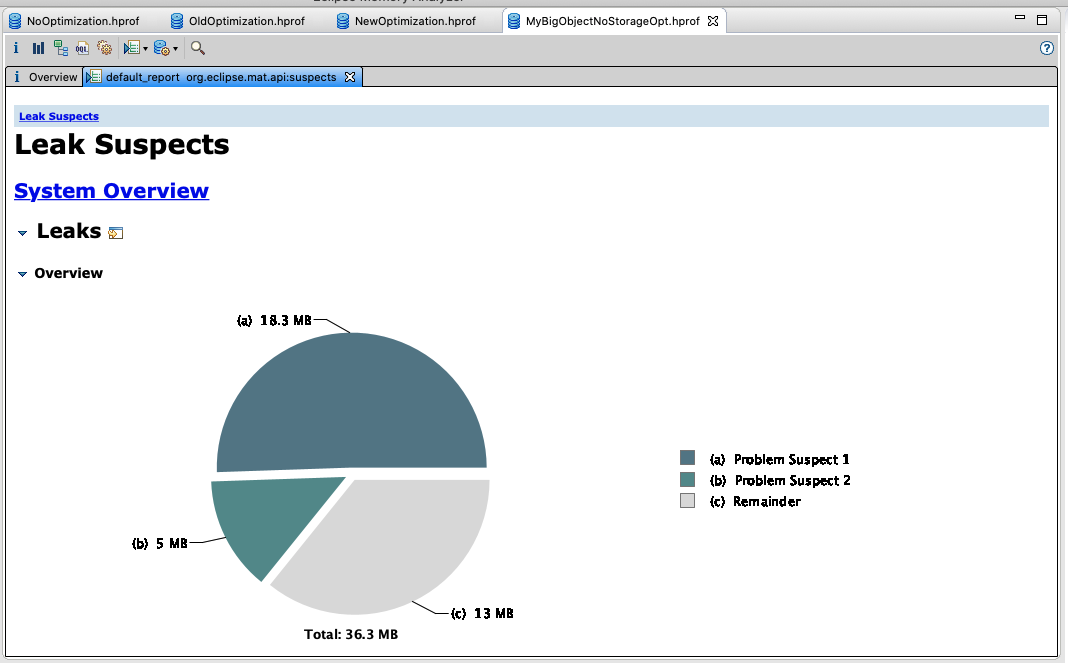 Eclipse Memory Analyzer
NoOptimization.hprof OldOptimization.hprof NewOptimization.hprof MyBigObjectNoStorageOpt.hprof
i OQL ?
i Overview default_report org.eclipse.mat.api:suspects
Leak Suspects
Leak Suspects
System Overview
Leaks
Overview
(a) 18.3 MB
(a) Problem Suspect 1
(b) Problem Suspect 2
(c) Remainder
(b) 5 MB
(c) 13 MB
Total: 36.3 MB